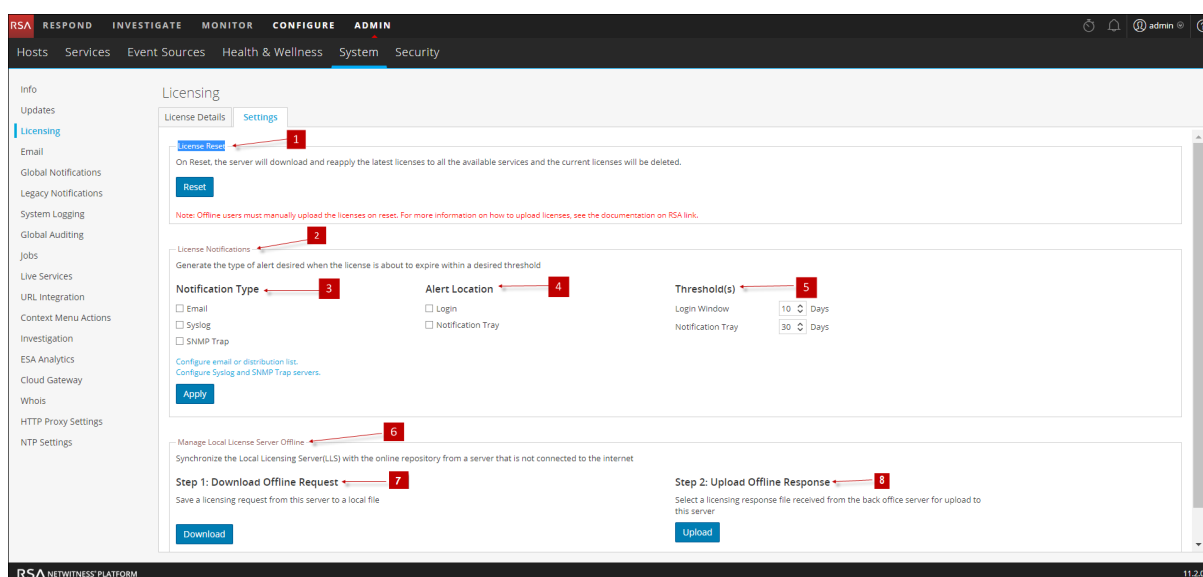 RSA RESPOND INVESTIGATE MONITOR CONFIGURE ADMIN admin
Hosts Services Event Sources Health & Wellness System Security
Info
Updates
Licensing
Email
Global Notifications
Legacy Notifications
System Logging
Global Auditing
Jobs
Live Services
URL Integration
Context Menu Actions
Investigation
ESA Analytics
Cloud Gateway
Whois
HTTP Proxy Settings
NTP Settings
Licensing
License Details Settings
License Reset 1
On Reset, the server will download and reapply the latest licenses to all the available services and the current licenses will be deleted.
Reset
Note: Offline users must manually upload the licenses on reset. For more information on how to upload licenses, see the documentation on RSA link.
License Notifications 2
Generate the type of alert desired when the license is about to expire within a desired threshold
Notification Type 3
Email
Syslog
SNMP Trap
Configure email or distribution list.
Configure Syslog and SNMP Trap servers.
Apply
Alert Location 4
Login
Notification Tray
Threshold(s) 5
Login Window 10 Days
Notification Tray 30 Days
Manage Local License Server Offline 6
Synchronize the Local Licensing Server(LLS) with the online repository from a server that is not connected to the internet
Step 1: Download Offline Request 7
Save a licensing request from this server to a local file
Download
Step 2: Upload Offline Response 8
Select a licensing response file received from the back office server for upload to
this server
Upload
RSA NETWITNESS® PLATFORM